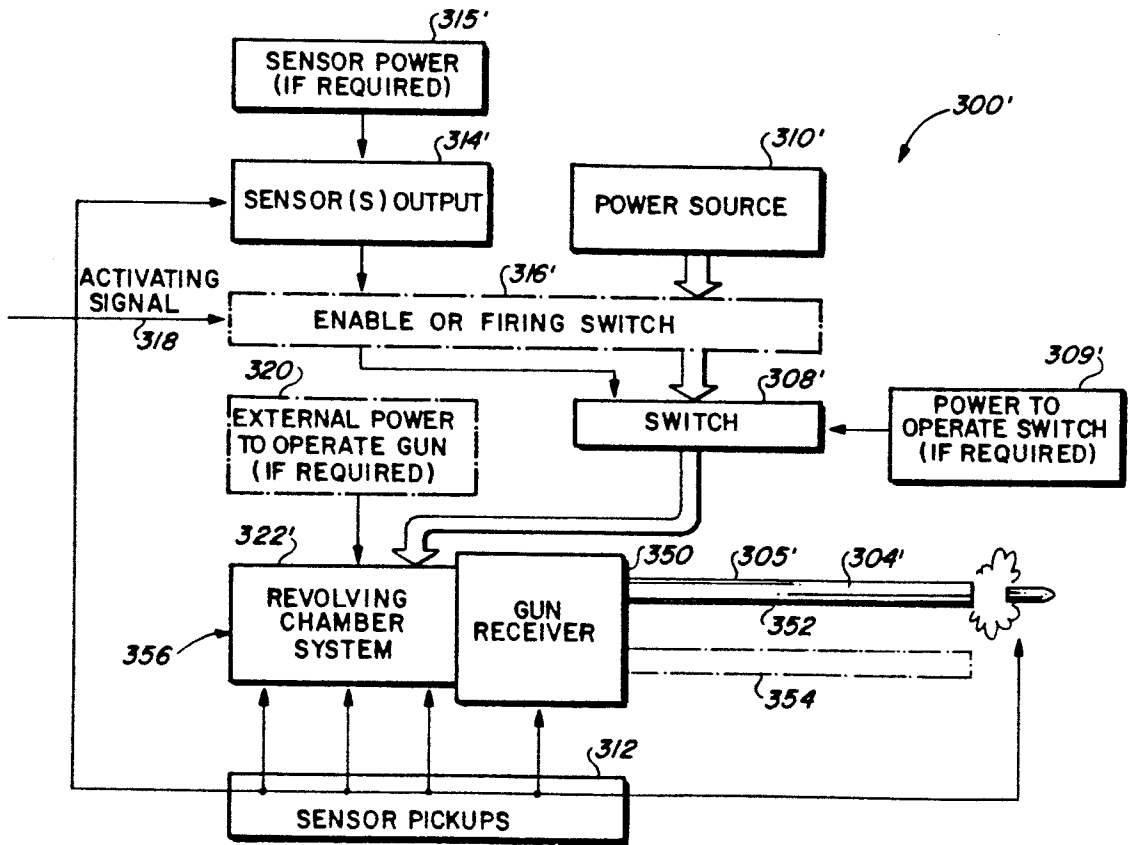 315'
SENSOR POWER
(IF REQUIRED)
300'
314'
310'
SENSOR(S) OUTPUT
POWER SOURCE
316'
ACTIVATING
SIGNAL
318
ENABLE OR FIRING SWITCH
320
308'
309'
EXTERNAL POWER
TO OPERATE GUN
(IF REQUIRED)
SWITCH
POWER TO
OPERATE SWITCH
(IF REQUIRED)
322'
350
305'
304'
REVOLVING
CHAMBER
SYSTEM
GUN
RECEIVER
352
356
354
312
SENSOR PICKUPS